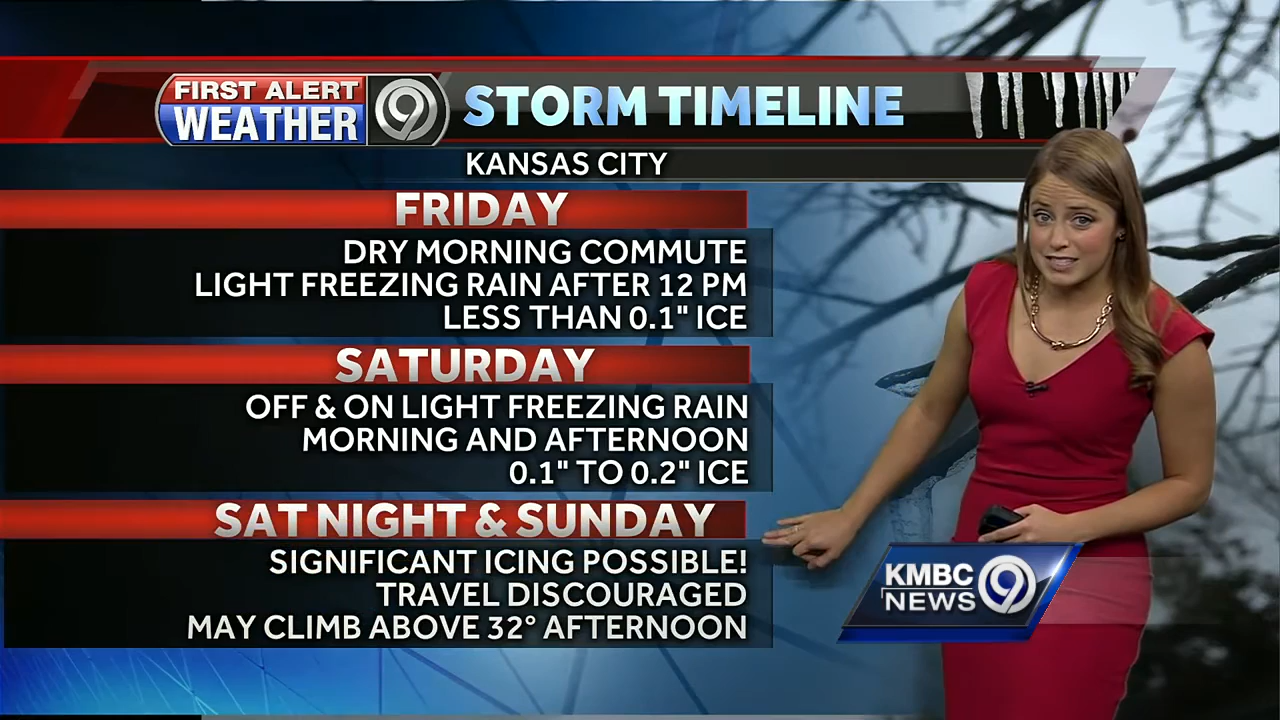 FIRST ALERT
WEATHER
9
STORM TIMELINE
KANSAS CITY
FRIDAY
DRY MORNING COMMUTE
LIGHT FREEZING RAIN AFTER 12 PM
LESS THAN 0.1" ICE
SATURDAY
OFF & ON LIGHT FREEZING RAIN
MORNING AND AFTERNOON
0.1" TO 0.2" ICE
SAT NIGHT & SUNDAY
SIGNIFICANT ICING POSSIBLE!
TRAVEL DISCOURAGED
MAY CLIMB ABOVE 32° AFTERNOON
KMBC
NEWS
9